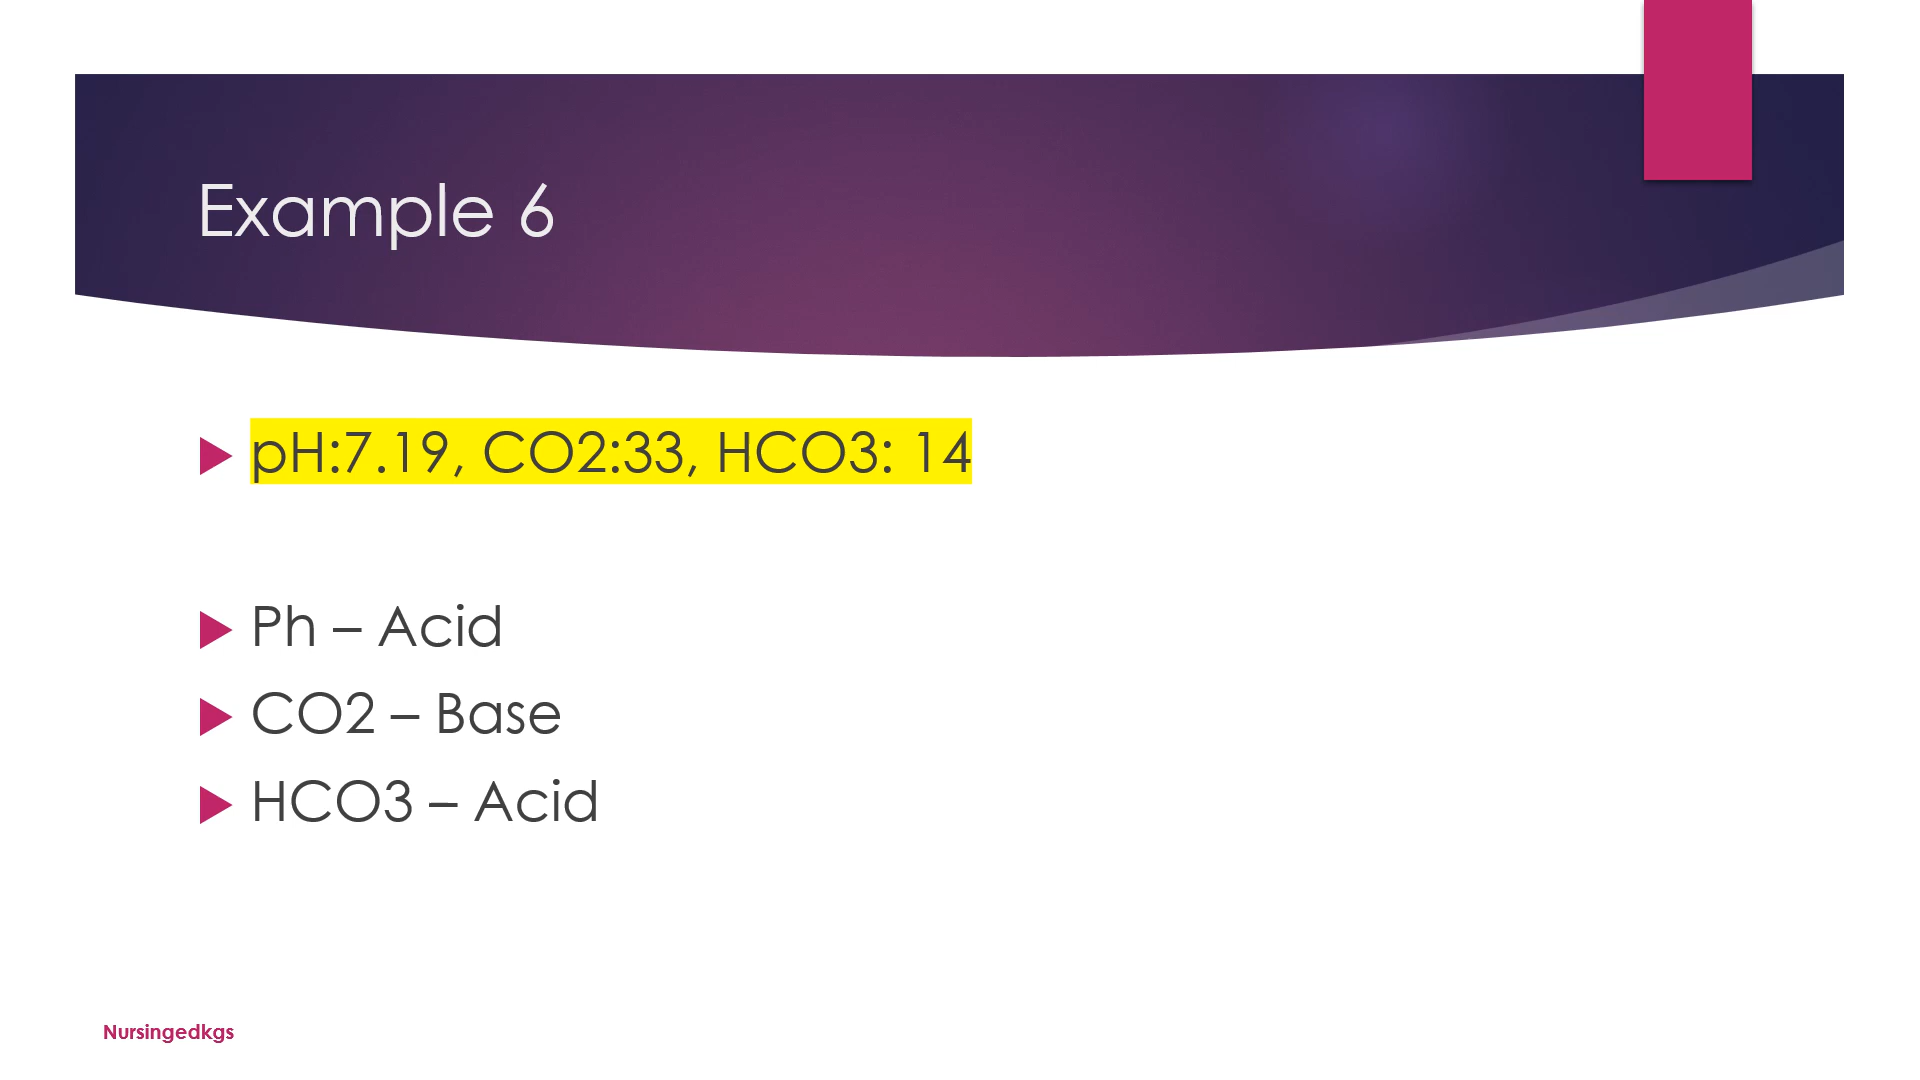 Example 6
pH:7.19, CO2:33, HCO3: 14
Ph – Acid
CO2 – Base
HCO3 – Acid
Nursingedkgs